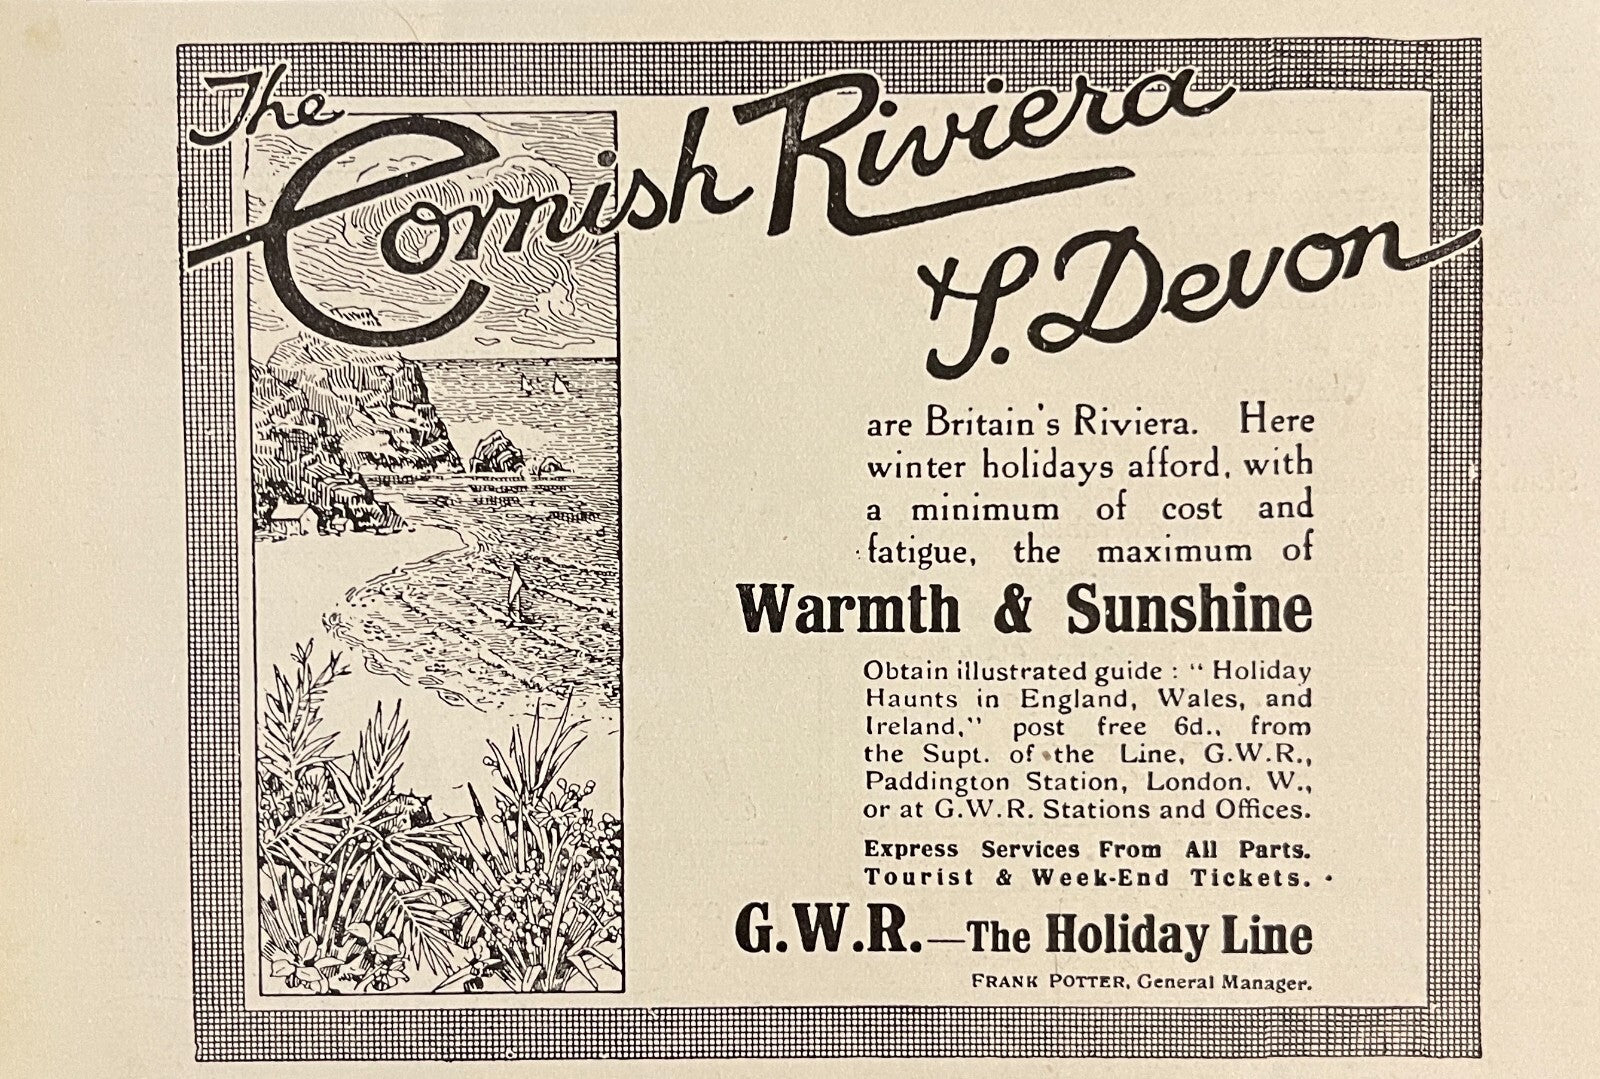 The
Cornish Riviera
& S. Devon
are Britain's Riviera. Here
winter holidays afford, with
a minimum of cost and
fatigue, the maximum of
Warmth & Sunshine
Obtain illustrated guide : " Holiday
Haunts in England, Wales, and
Ireland," post free 6d., from
the Supt. of the Line, G.W.R.,
Paddington Station, London. W.,
or at G.W.R. Stations and Offices.
Express Services From All Parts.
Tourist & Week-End Tickets.
G.W.R.—The Holiday Line
FRANK POTTER, General Manager.